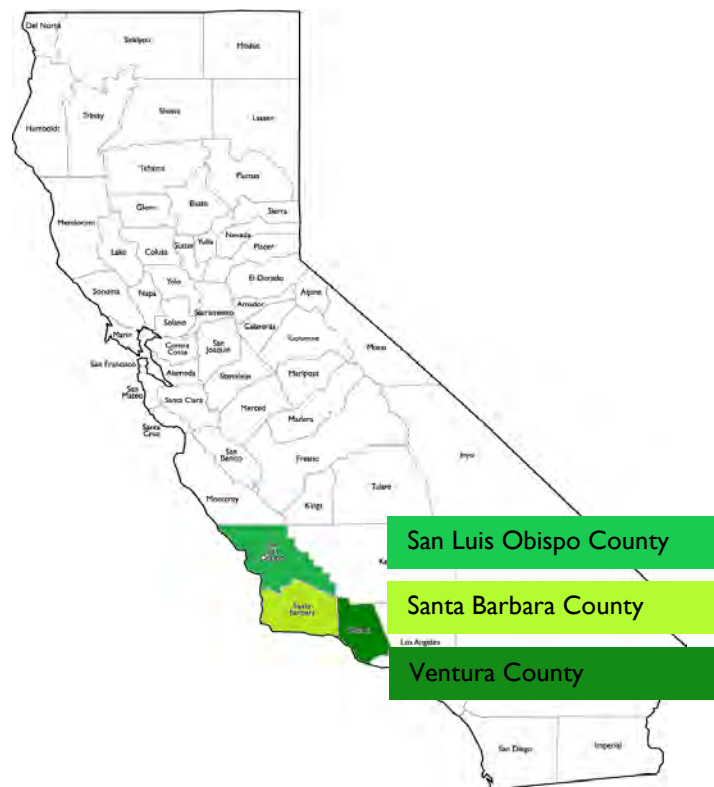 Del Norte
Siskiyou
Modoc
Humboldt
Trinity
Shasta
Lassen
Tehama
Plumas
Glenn
Butte
Sierra
Mendocino
Lake
Colusa
Sutter
Yuba
Nevada
Placer
Sonoma
Napa
Yolo
El Dorado
Alpine
Sacramento
Amador
Solano
Calaveras
Tuolumne
Mono
Marin
Contra
Costa
San
Joaquin
San Francisco
Alameda
Stanislaus
Mariposa
San
Mateo
Santa Clara
Merced
Madera
Santa
Cruz
San
Benito
Fresno
Inyo
Monterey
Kings
Tulare
San Luis Obispo County
Santa Barbara County
Santa
Barbara
Los Angeles
Ventura County
San Diego
Imperial